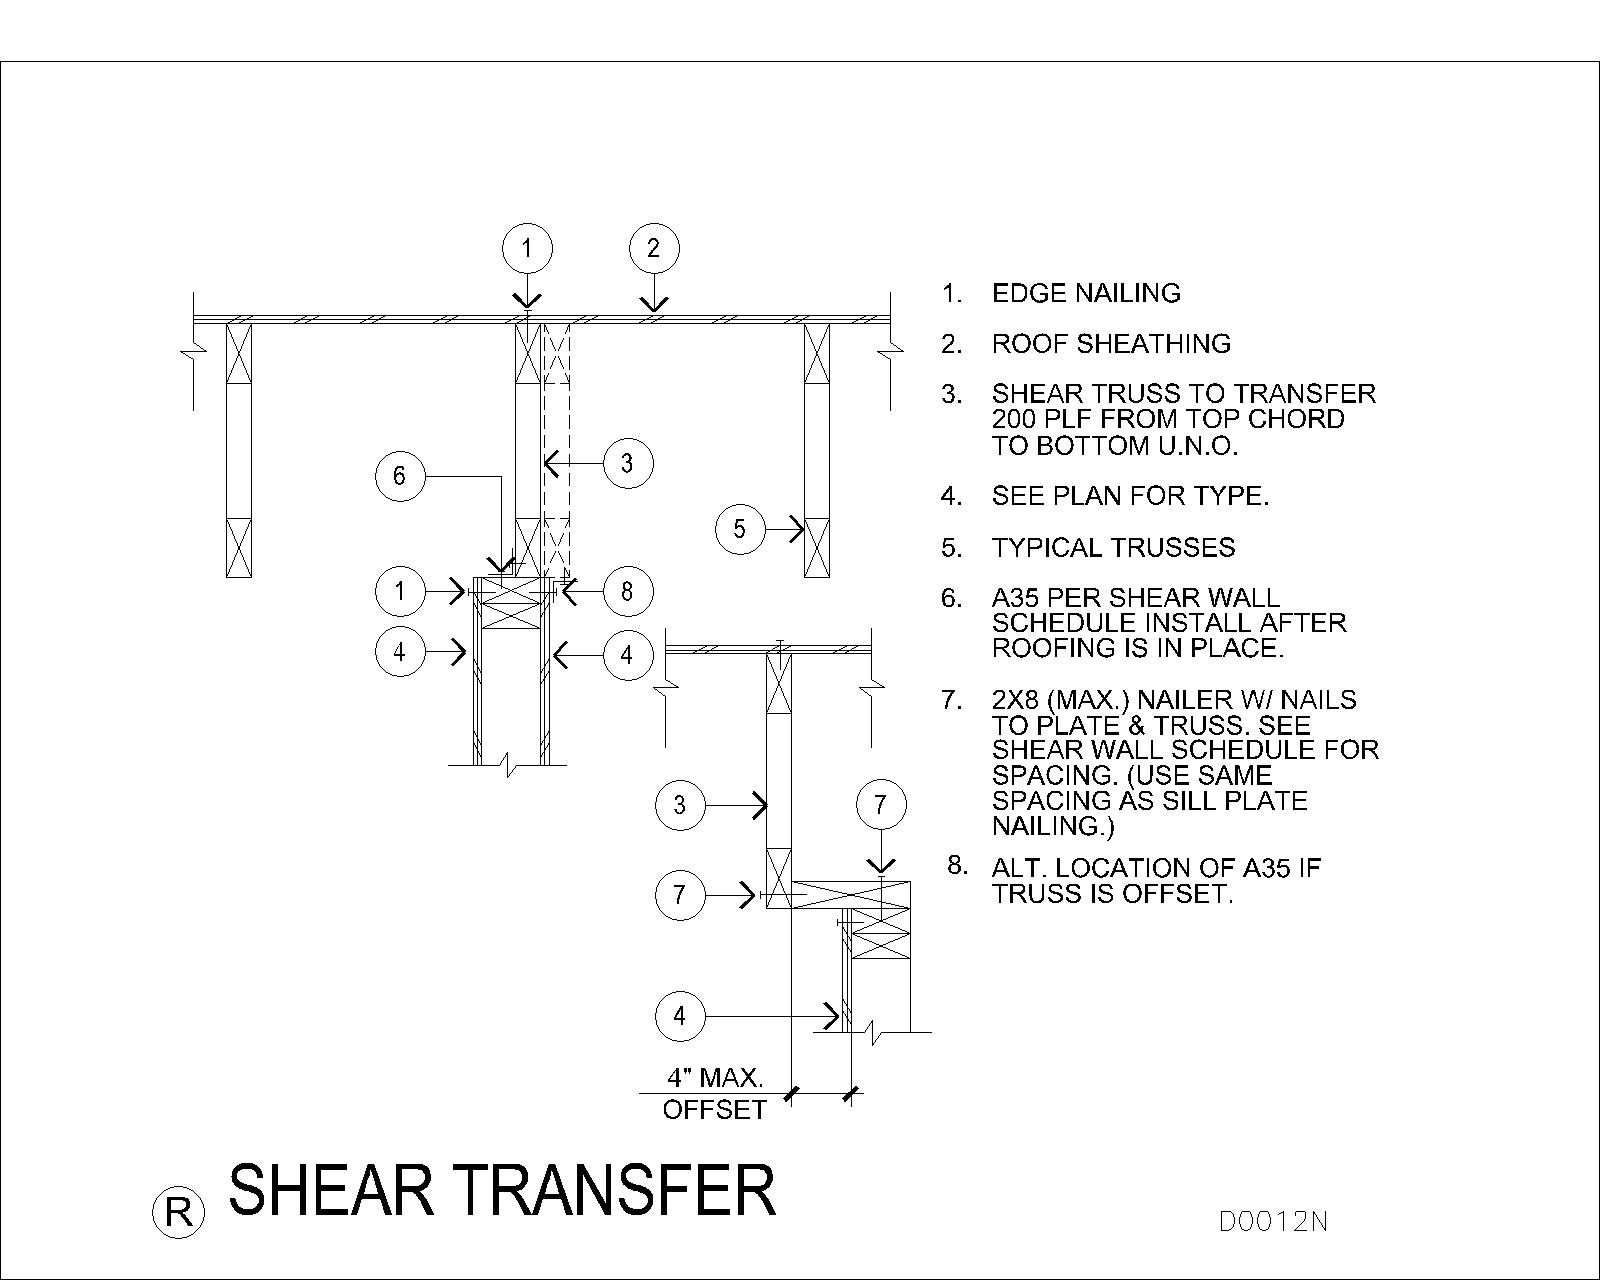 1
2
6
3
5
1
8
4
4
3
7
7
4
4" MAX.
OFFSET
1. EDGE NAILING
2. ROOF SHEATHING
3. SHEAR TRUSS TO TRANSFER
200 PLF FROM TOP CHORD
TO BOTTOM U.N.O.
4. SEE PLAN FOR TYPE.
5. TYPICAL TRUSSES
6. A35 PER SHEAR WALL
SCHEDULE INSTALL AFTER
ROOFING IS IN PLACE.
7. 2X8 (MAX.) NAILER W/ NAILS
TO PLATE & TRUSS. SEE
SHEAR WALL SCHEDULE FOR
SPACING. (USE SAME
SPACING AS SILL PLATE
NAILING.)
8. ALT. LOCATION OF A35 IF
TRUSS IS OFFSET.
R SHEAR TRANSFER
D0012N